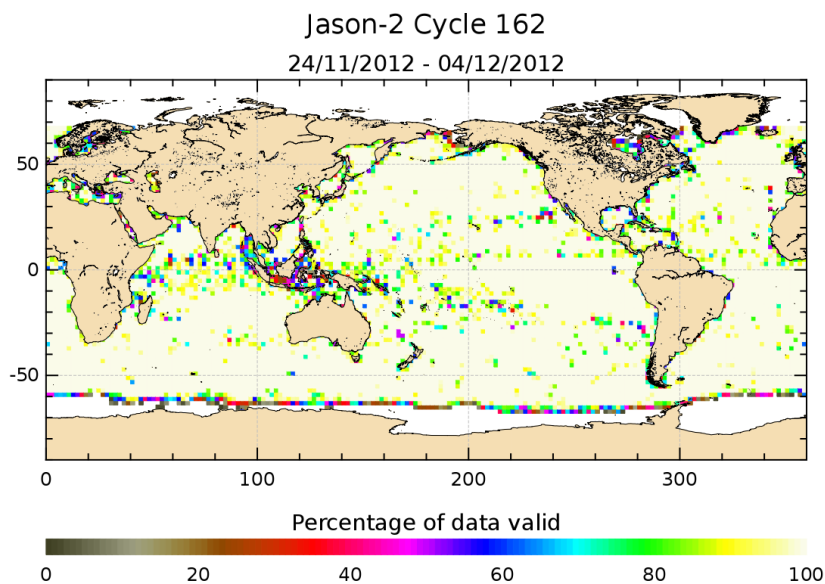 Jason-2 Cycle 162
24/11/2012 - 04/12/2012
50
0
-50
0 100 200 300
Percentage of data valid
0 20 40 60 80 100